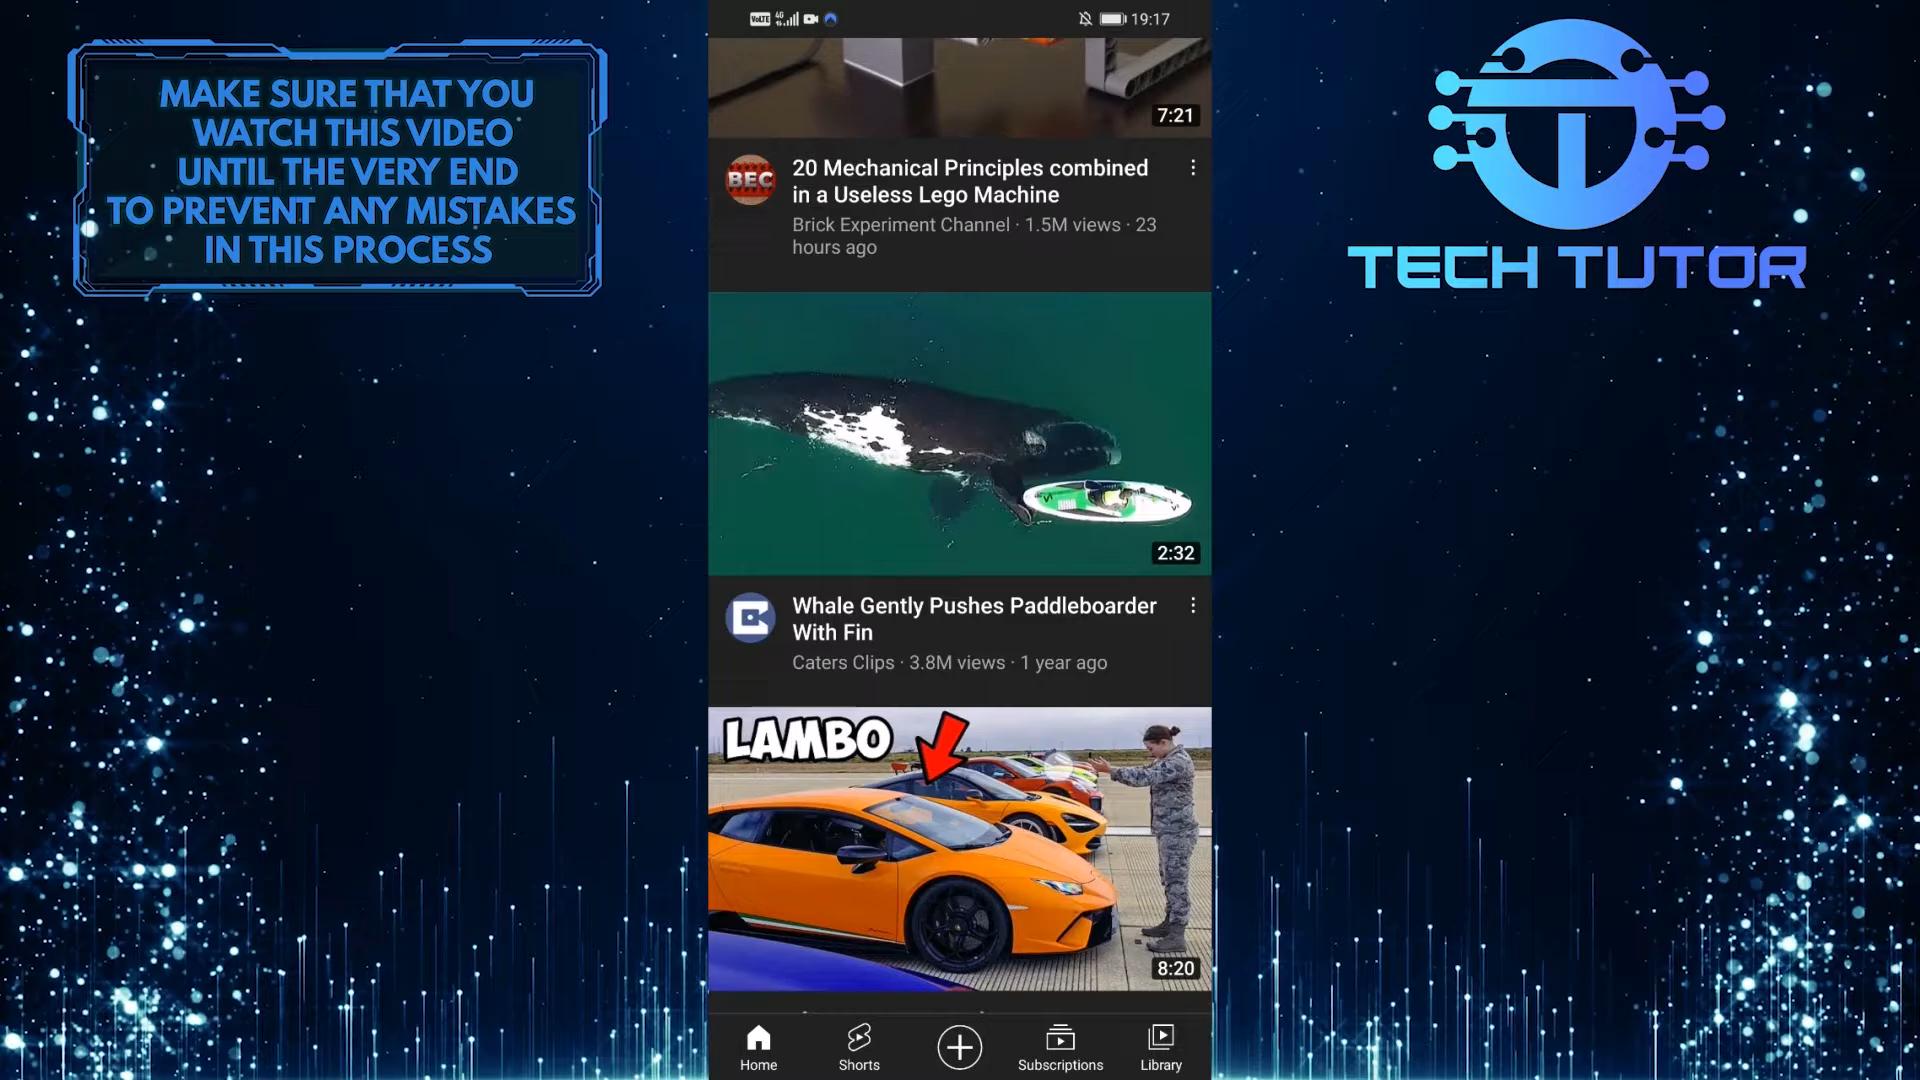 MAKE SURE THAT YOU
WATCH THIS VIDEO
UNTIL THE VERY END
TO PREVENT ANY MISTAKES
IN THIS PROCESS
VoLTE 4G 19:17
7:21
BEC
20 Mechanical Principles combined
in a Useless Lego Machine
Brick Experiment Channel · 1.5M views · 23
hours ago
2:32
Whale Gently Pushes Paddleboarder
With Fin
Caters Clips · 3.8M views · 1 year ago
LAMBO
8:20
Home
Shorts
Subscriptions
Library
TECH TUTOR